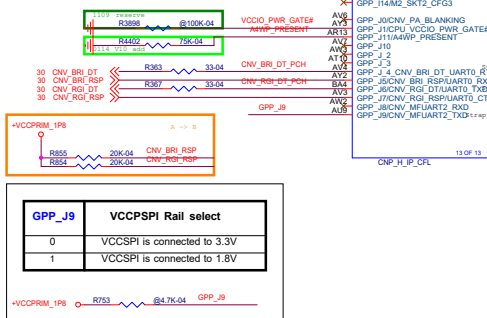 GPP_I14/M2_SKT2_CFG3
1109 reserve
R3898 @100K-04 VCCIO_PWR_GATE# AV6 GPP_J0/CNV_PA_BLANKING
A4WP_PRESENT AY3 GPP_J1/CPU_VCCIO_PWR_GATE#
R4402 75K-04 AR13 GPP_J11/A4WP_PRESENT
1114 V10 add
AV7 GPP_J10
GPP_J_2
AT10 GPP_J_3
R363 33-04 CNV_BRI_DT_PCH AV4 GPP_J_4_CNV_BRI_DT_UART0_R
30 CNV_BRI_DT
30 CNV_BRI_RSP AY2 GPP_J5/CNV_BRI_RSP/UART0_RX
30 CNV_RGI_DT R367 33-04 CNV_RGI_DT_PCH BA4 GPP_J6/CNV_RGI_DT/UART0_TXD
30 CNV_RGI_RSP AV3 GPP_J7/CNV_RGI_RSP/UART0_CT
AW2 GPP_J8/CNV_MFUART2_RXD
GPP_J9 AU9 GPP_J9/CNV_MFUART2_TXD strap
13 OF 13
CNP_H_IP_CFL
+VCCPRIM_1P8 A -> B
R855 20K-04 CNV_BRI_RSP
R854 20K-04 CNV_RGI_RSP
GPP_J9 VCCPSPI Rail select
0 VCCSPI is connected to 3.3V
1 VCCSPI is connected to 1.8V
+VCCPRIM_1P8 R753 @4.7K-04 GPP_J9